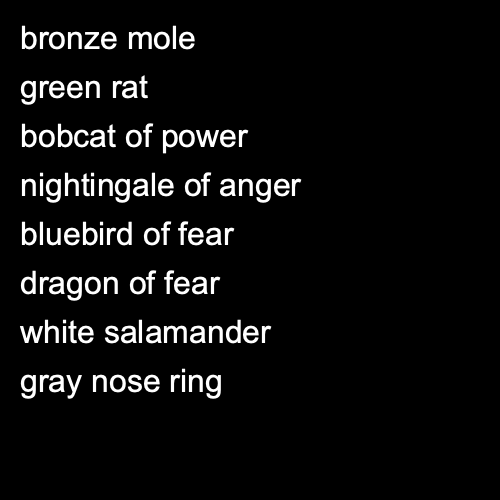 bronze mole
green rat
bobcat of power
nightingale of anger
bluebird of fear
dragon of fear
white salamander
gray nose ring